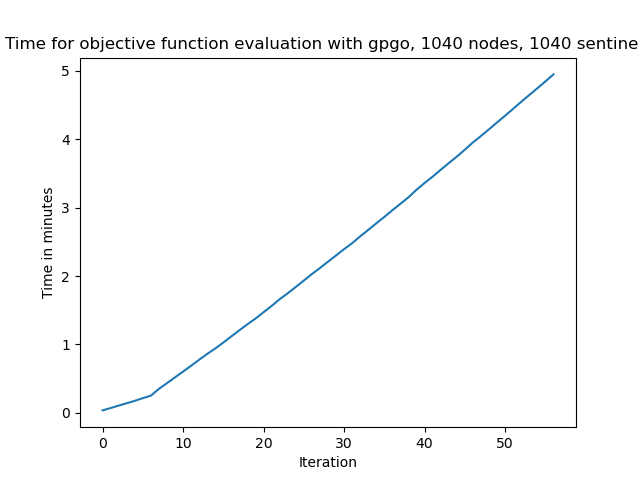 Time for objective function evaluation with gpgo, 1040 nodes, 1040 sentine
5
4
3
2
1
0
Time in minutes
0 10 20 30 40 50
Iteration